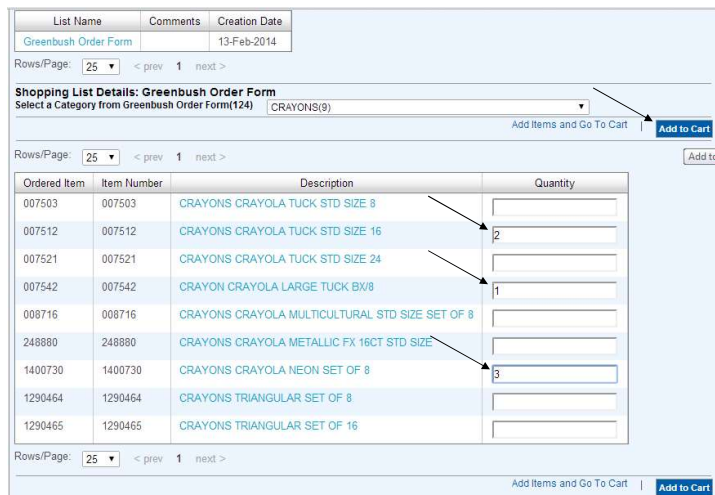 List Name Comments Creation Date
Greenbush Order Form 13-Feb-2014
Rows/Page: 25 < prev 1 next >
Shopping List Details: Greenbush Order Form
Select a Category from Greenbush Order Form(124) CRAYONS(9)
Add Items and Go To Cart | Add to Cart
Rows/Page: 25 < prev 1 next > Add to
Ordered Item Item Number Description Quantity
007503 007503 CRAYONS CRAYOLA TUCK STD SIZE 8
007512 007512 CRAYONS CRAYOLA TUCK STD SIZE 16 2
007521 007521 CRAYONS CRAYOLA TUCK STD SIZE 24
007542 007542 CRAYON CRAYOLA LARGE TUCK BX/8 1
008716 008716 CRAYONS CRAYOLA MULTICULTURAL STD SIZE SET OF 8
248880 248880 CRAYONS CRAYOLA METALLIC FX 16CT STD SIZE
1400730 1400730 CRAYONS CRAYOLA NEON SET OF 8 3
1290464 1290464 CRAYONS TRIANGULAR SET OF 8
1290465 1290465 CRAYONS TRIANGULAR SET OF 16
Rows/Page: 25 < prev 1 next >
Add Items and Go To Cart | Add to Cart